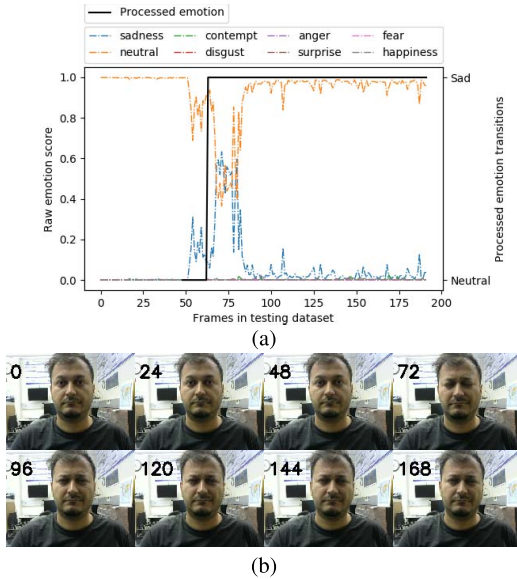 Processed emotion
sadness contempt anger fear
neutral disgust surprise happiness
1.0 Sad
0.8
0.6
0.4
0.2
0.0 Neutral
Raw emotion score
Processed emotion transitions
0 25 50 75 100 125 150 175 200
Frames in testing dataset
(a)
0 24 48 72
96 120 144 168
(b)